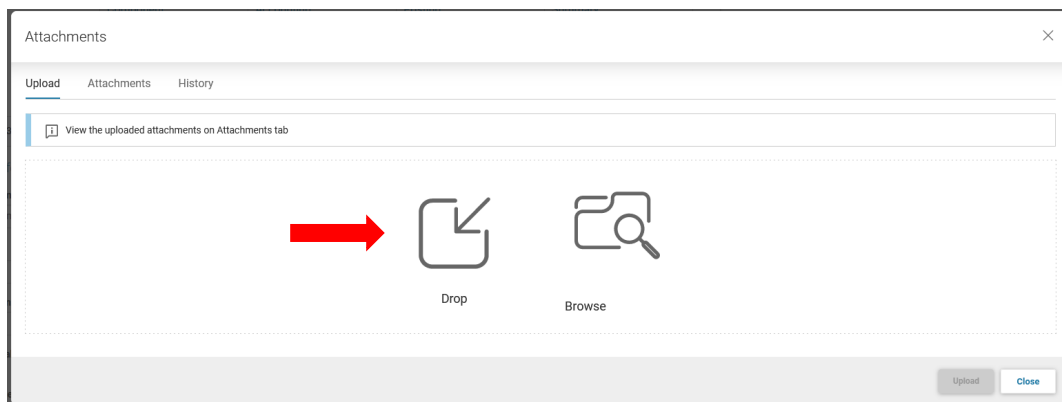 Attachments
Upload Attachments History
View the uploaded attachments on Attachments tab
Drop
Browse
Upload Close